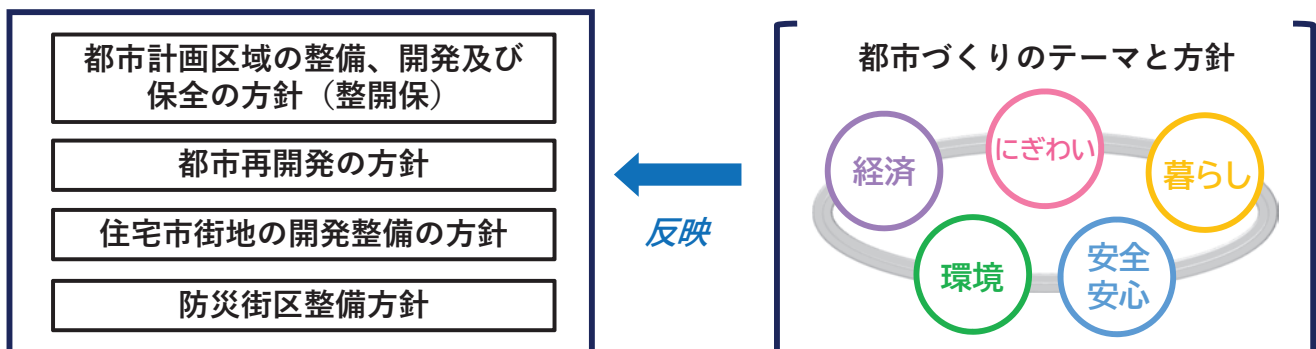 都市計画区域の整備、開発及び
保全の方針（整開保）
都市再開発の方針
住宅市街地の開発整備の方針
防災街区整備方針
反映
都市づくりのテーマと方針
経済
にぎわい
暮らし
環境
安全
安心